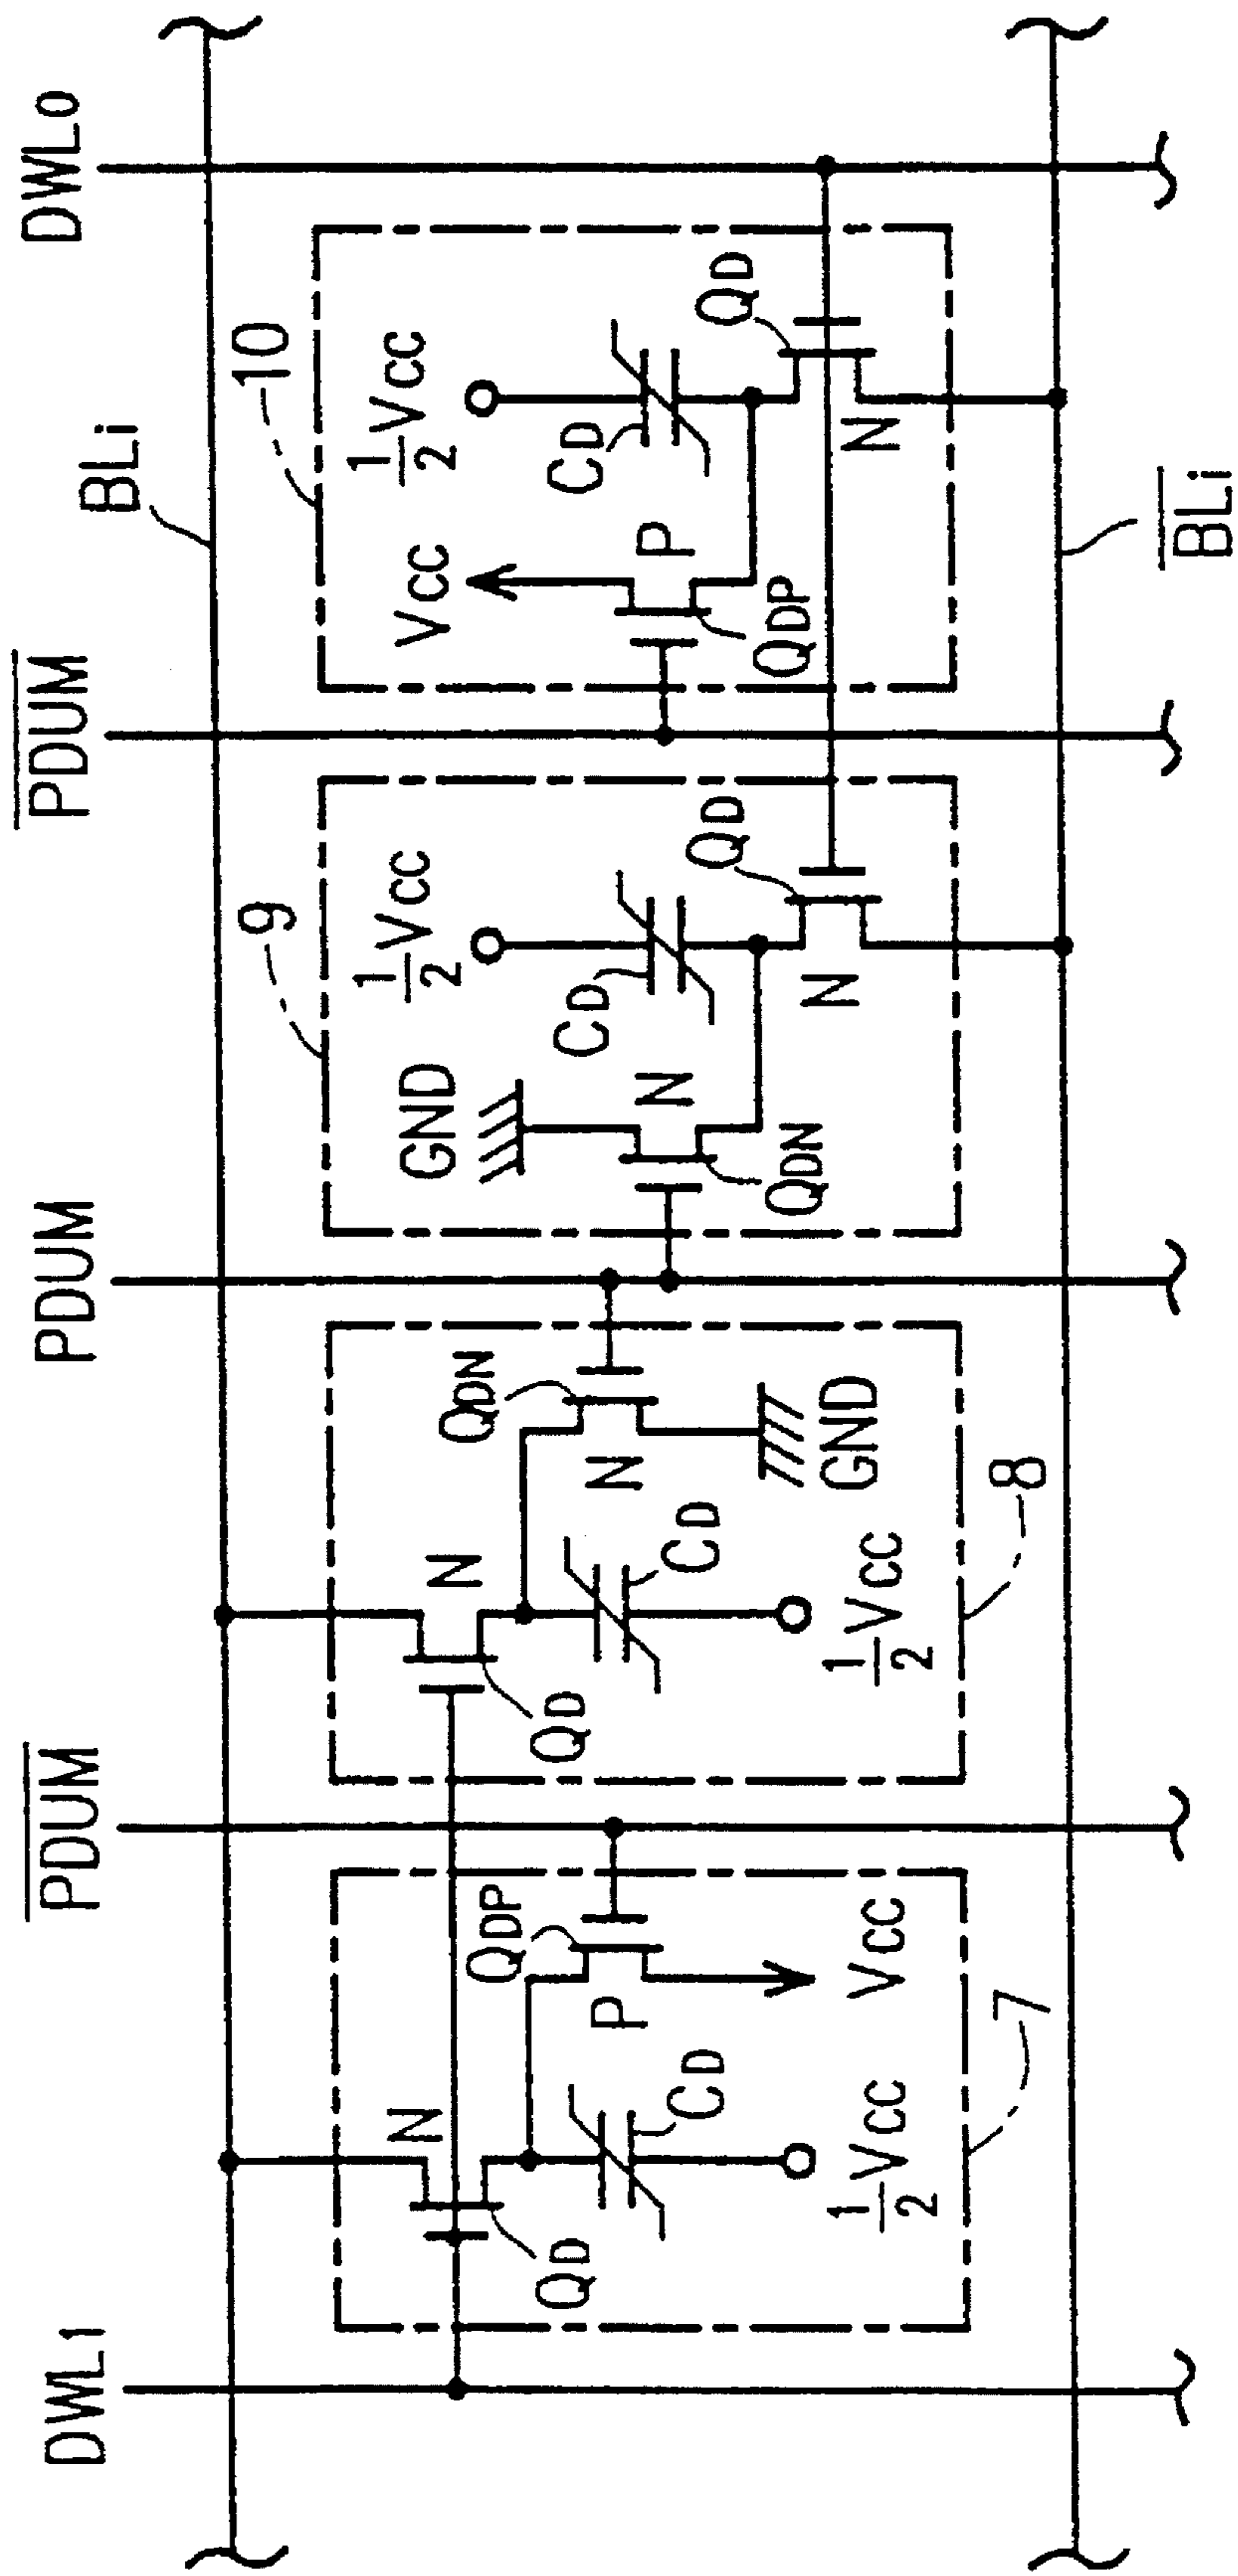 DWL1
PDUM
PDUM
PDUM
DWL0
BLi
10
9
N
QD
QDP
P
CD
1/2 VCC
VCC
7
N
QD
QDN
N
CD
1/2 VCC
GND
8
GND
1/2 VCC
CD
N
QDN
QD
N
VCC
1/2 VCC
CD
P
QDP
QD
N
BLi